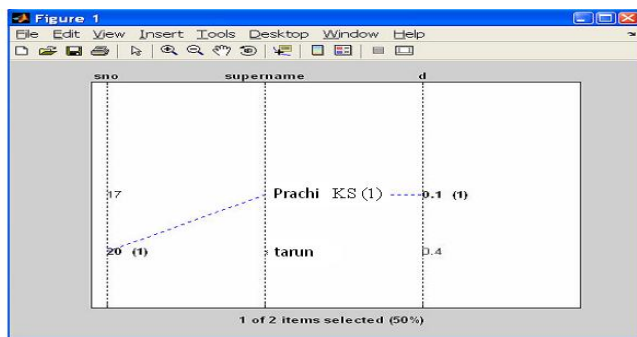 Figure 1
File Edit View Insert Tools Desktop Window Help
sno supername d
17 Prachi KS (1) 0.1 (1)
20 (1) tarun 0.4
1 of 2 items selected (50%)